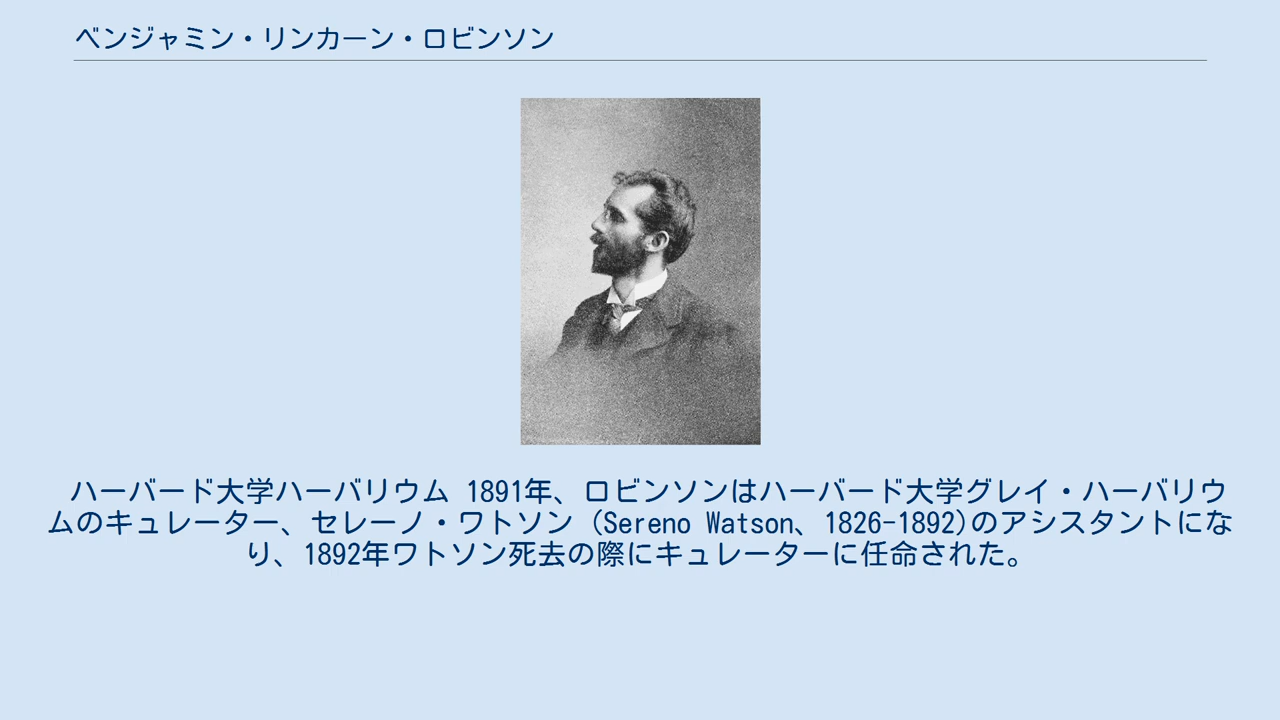 ベンジャミン・リンカーン・ロビンソン
ハーバード大学ハーバリウム 1891年、ロビンソンはハーバード大学グレイ・ハーバリウ
ムのキュレーター、セレーノ・ワトソン (Sereno Watson、1826-1892)のアシスタントにな
り、1892年ワトソン死去の際にキュレーターに任命された。